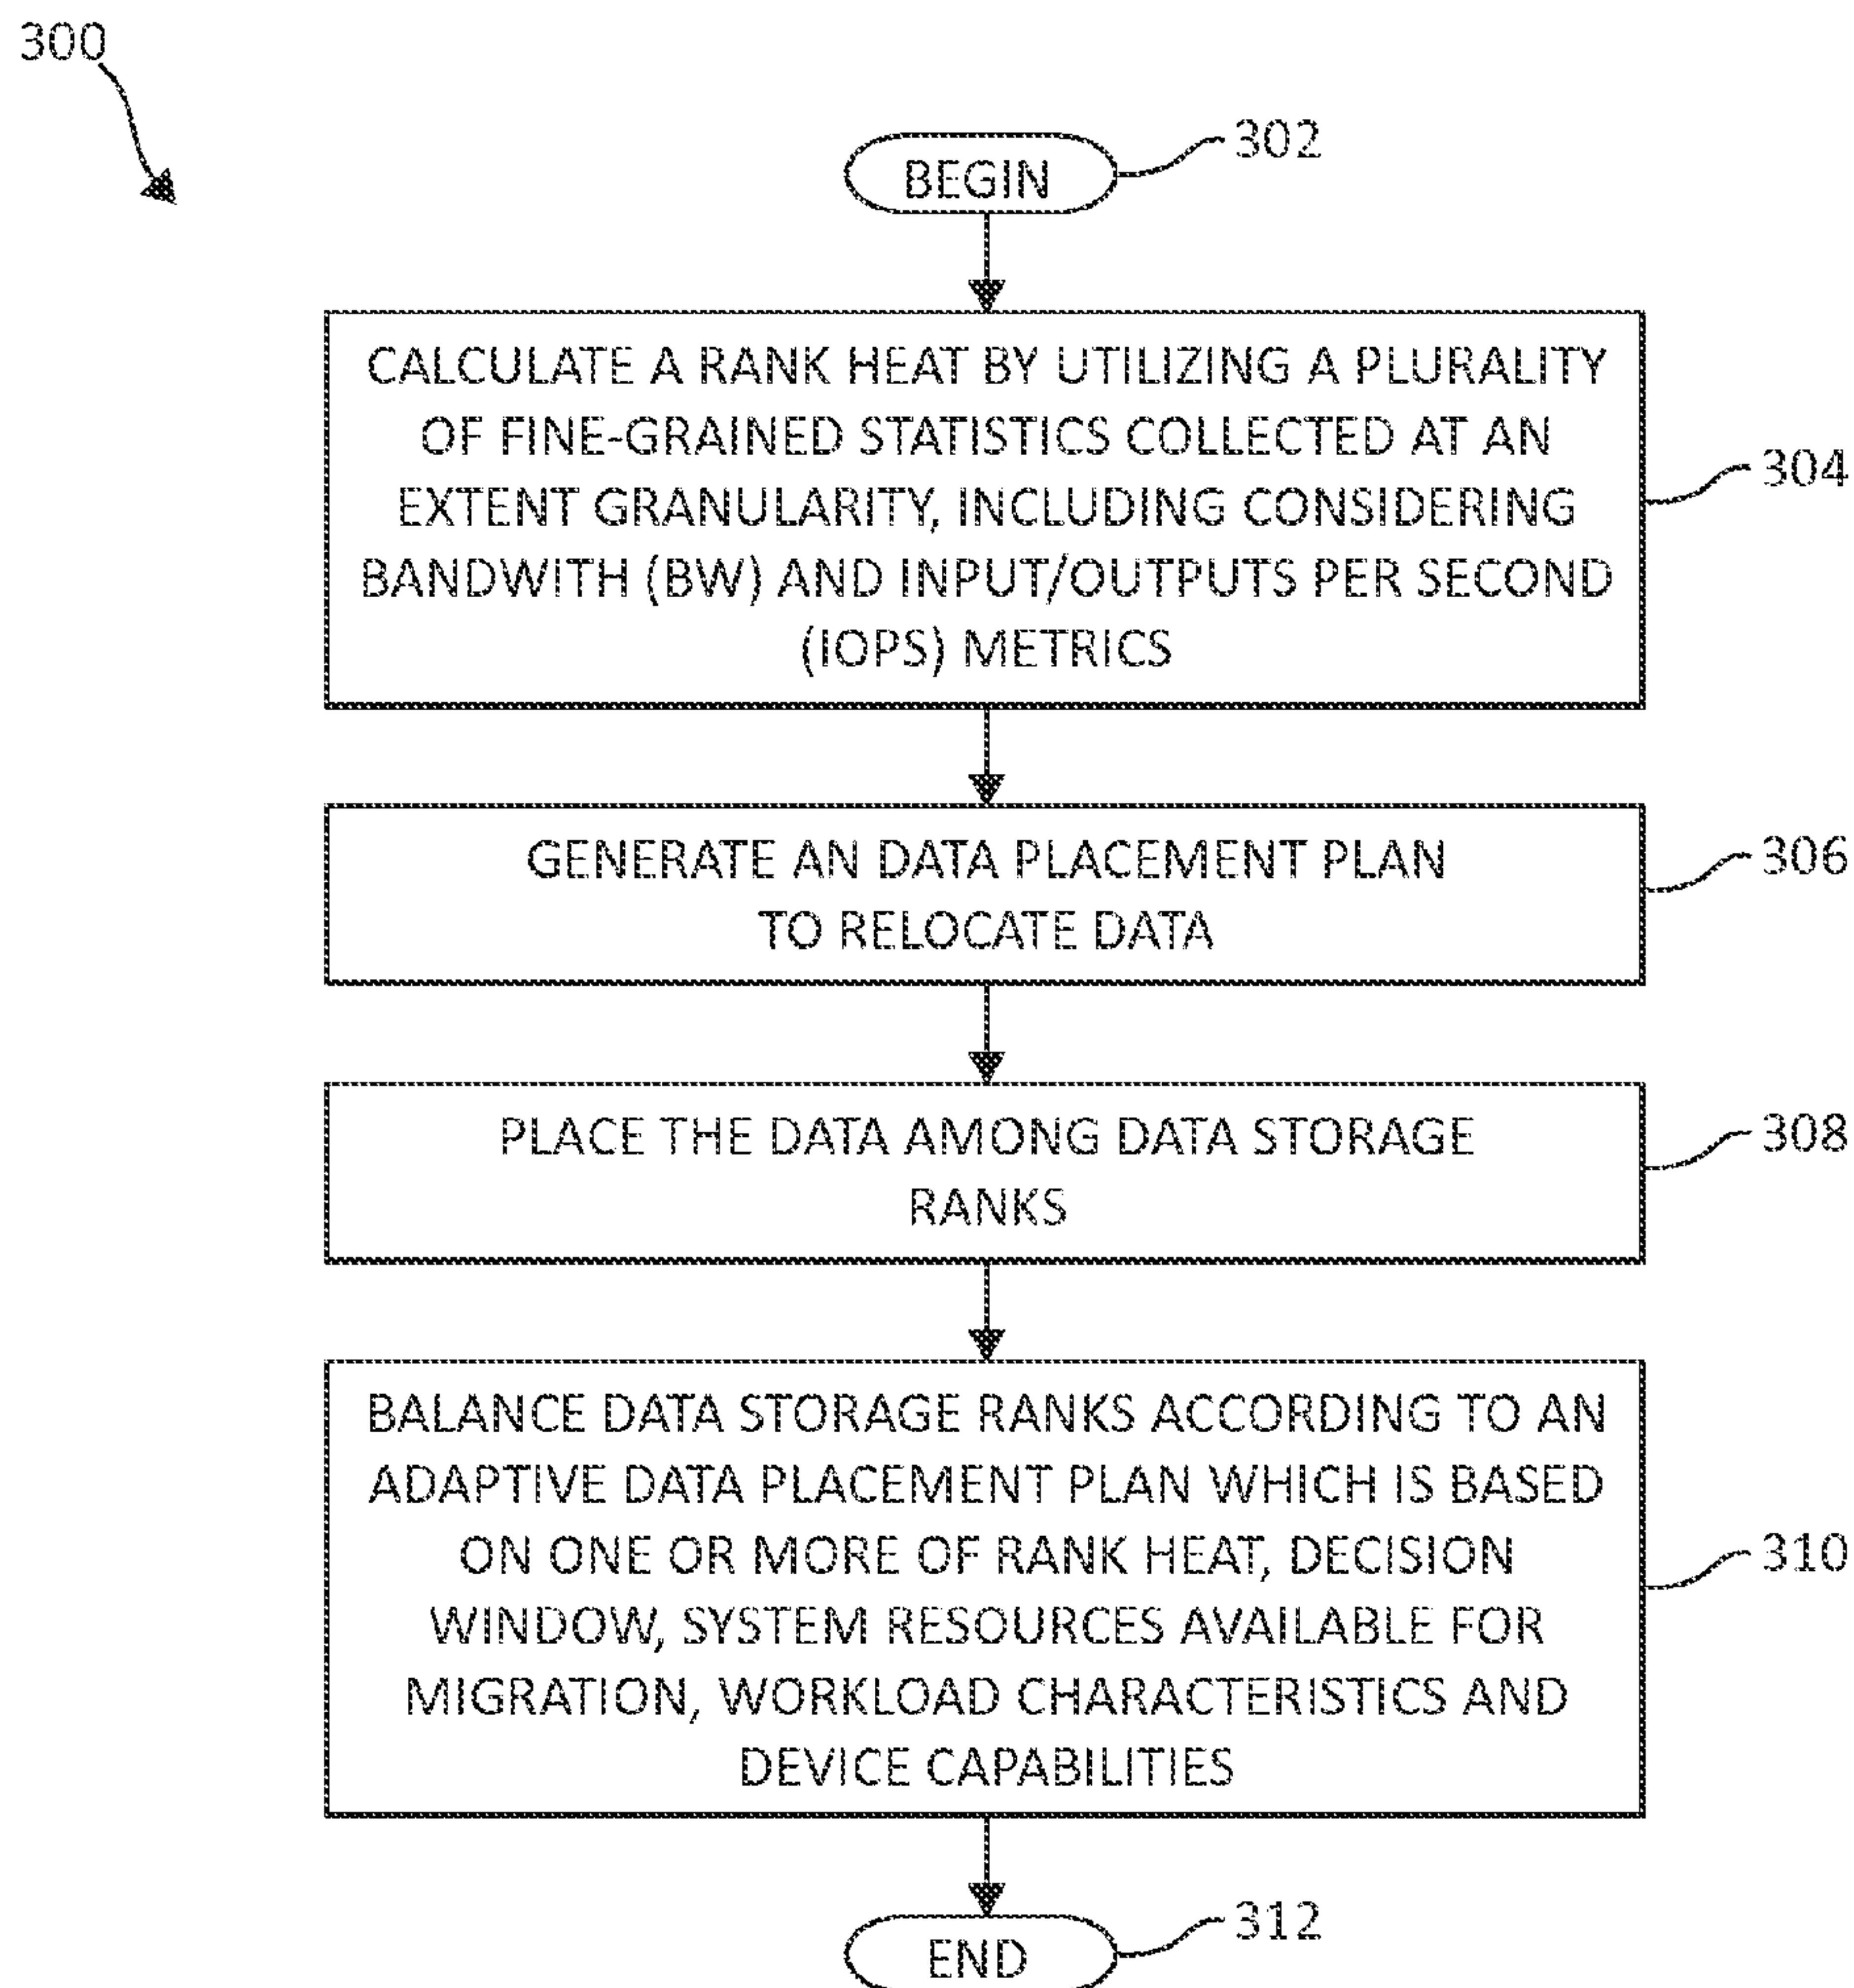 300
BEGIN
302
CALCULATE A RANK HEAT BY UTILIZING A PLURALITY
OF FINE-GRAINED STATISTICS COLLECTED AT AN
EXTENT GRANULARITY, INCLUDING CONSIDERING
BANDWITH (BW) AND INPUT/OUTPUTS PER SECOND
(IOPS) METRICS
304
GENERATE AN DATA PLACEMENT PLAN
TO RELOCATE DATA
306
PLACE THE DATA AMONG DATA STORAGE
RANKS
308
BALANCE DATA STORAGE RANKS ACCORDING TO AN
ADAPTIVE DATA PLACEMENT PLAN WHICH IS BASED
ON ONE OR MORE OF RANK HEAT, DECISION
WINDOW, SYSTEM RESOURCES AVAILABLE FOR
MIGRATION, WORKLOAD CHARACTERISTICS AND
DEVICE CAPABILITIES
310
END
312